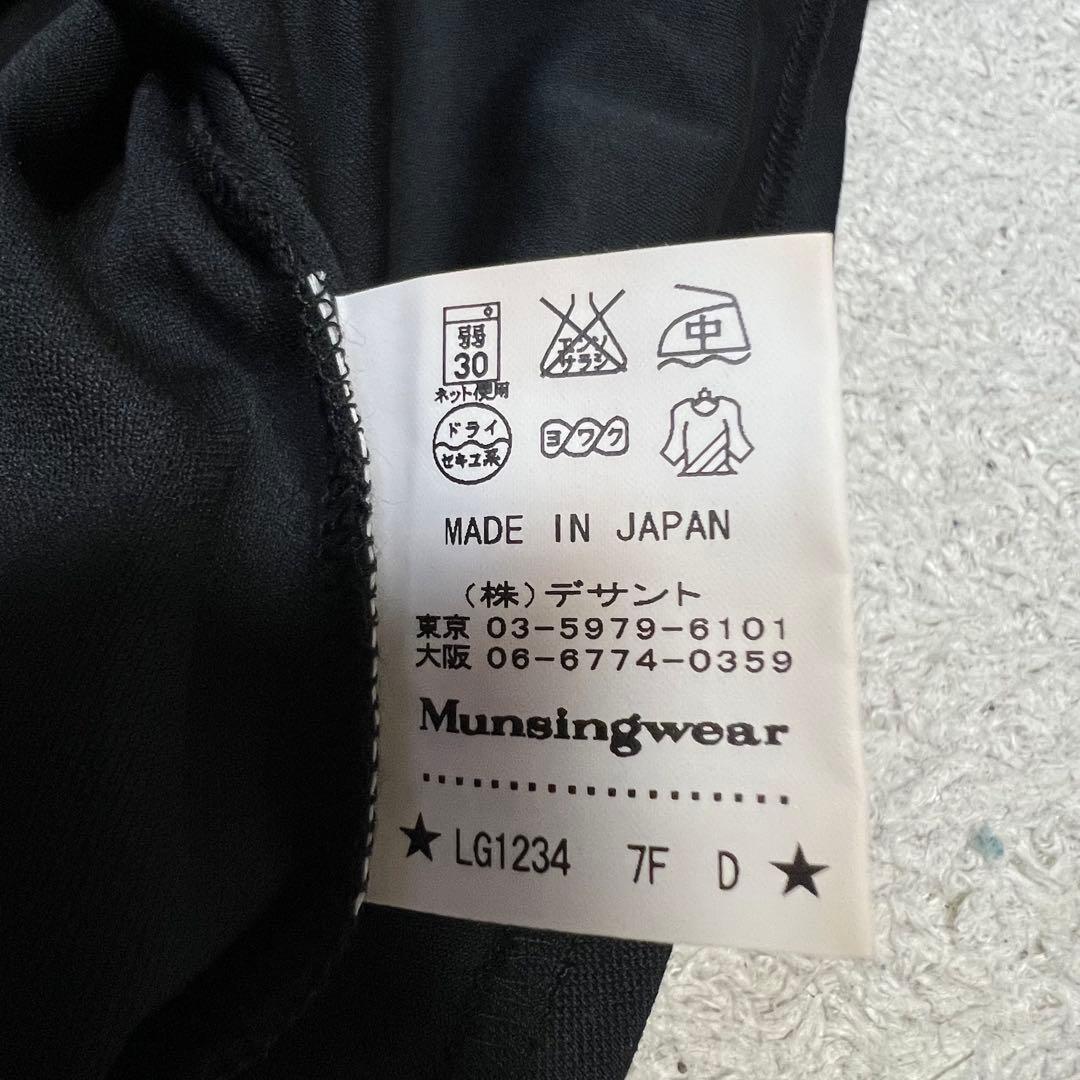 弱
30
ネット使用
エンソ
サラシ
中
ドライ
セキユ系
ヨワク
MADE IN JAPAN
(株)デサント
東京 03-5979-6101
大阪 06-6774-0359
Munsingwear
★LG1234 7F D★